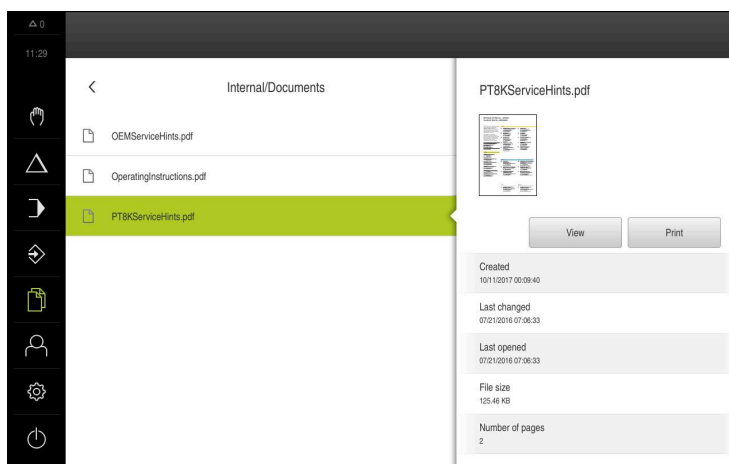 0
11:29
Internal/Documents
OEMServiceHints.pdf
OperatingInstructions.pdf
PT8KServiceHints.pdf
PT8KServiceHints.pdf
View
Print
Created
10/11/2017 00:09:40
Last changed
07/21/2016 07:06:33
Last opened
07/21/2016 07:06:33
File size
125.46 KB
Number of pages
2